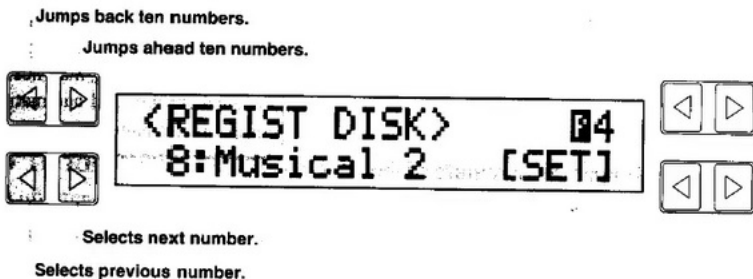 Jumps back ten numbers.
Jumps ahead ten numbers.
<REGIST DISK> P4
8:Musical 2 [SET]
Selects next number.
Selects previous number.